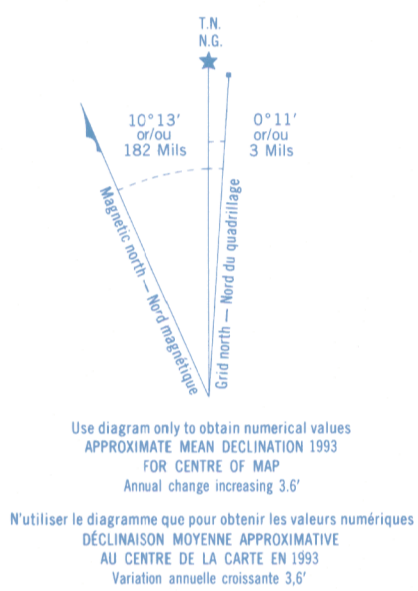 T.N.
N.G.
10°13′
or/ou
182 Mils
0°11′
or/ou
3 Mils
Magnetic north — Nord magnétique
Grid north — Nord du quadrillage
Use diagram only to obtain numerical values
APPROXIMATE MEAN DECLINATION 1993
FOR CENTRE OF MAP
Annual change increasing 3.6′
N'utiliser le diagramme que pour obtenir les valeurs numériques
DÉCLINAISON MOYENNE APPROXIMATIVE
AU CENTRE DE LA CARTE EN 1993
Variation annuelle croissante 3,6′